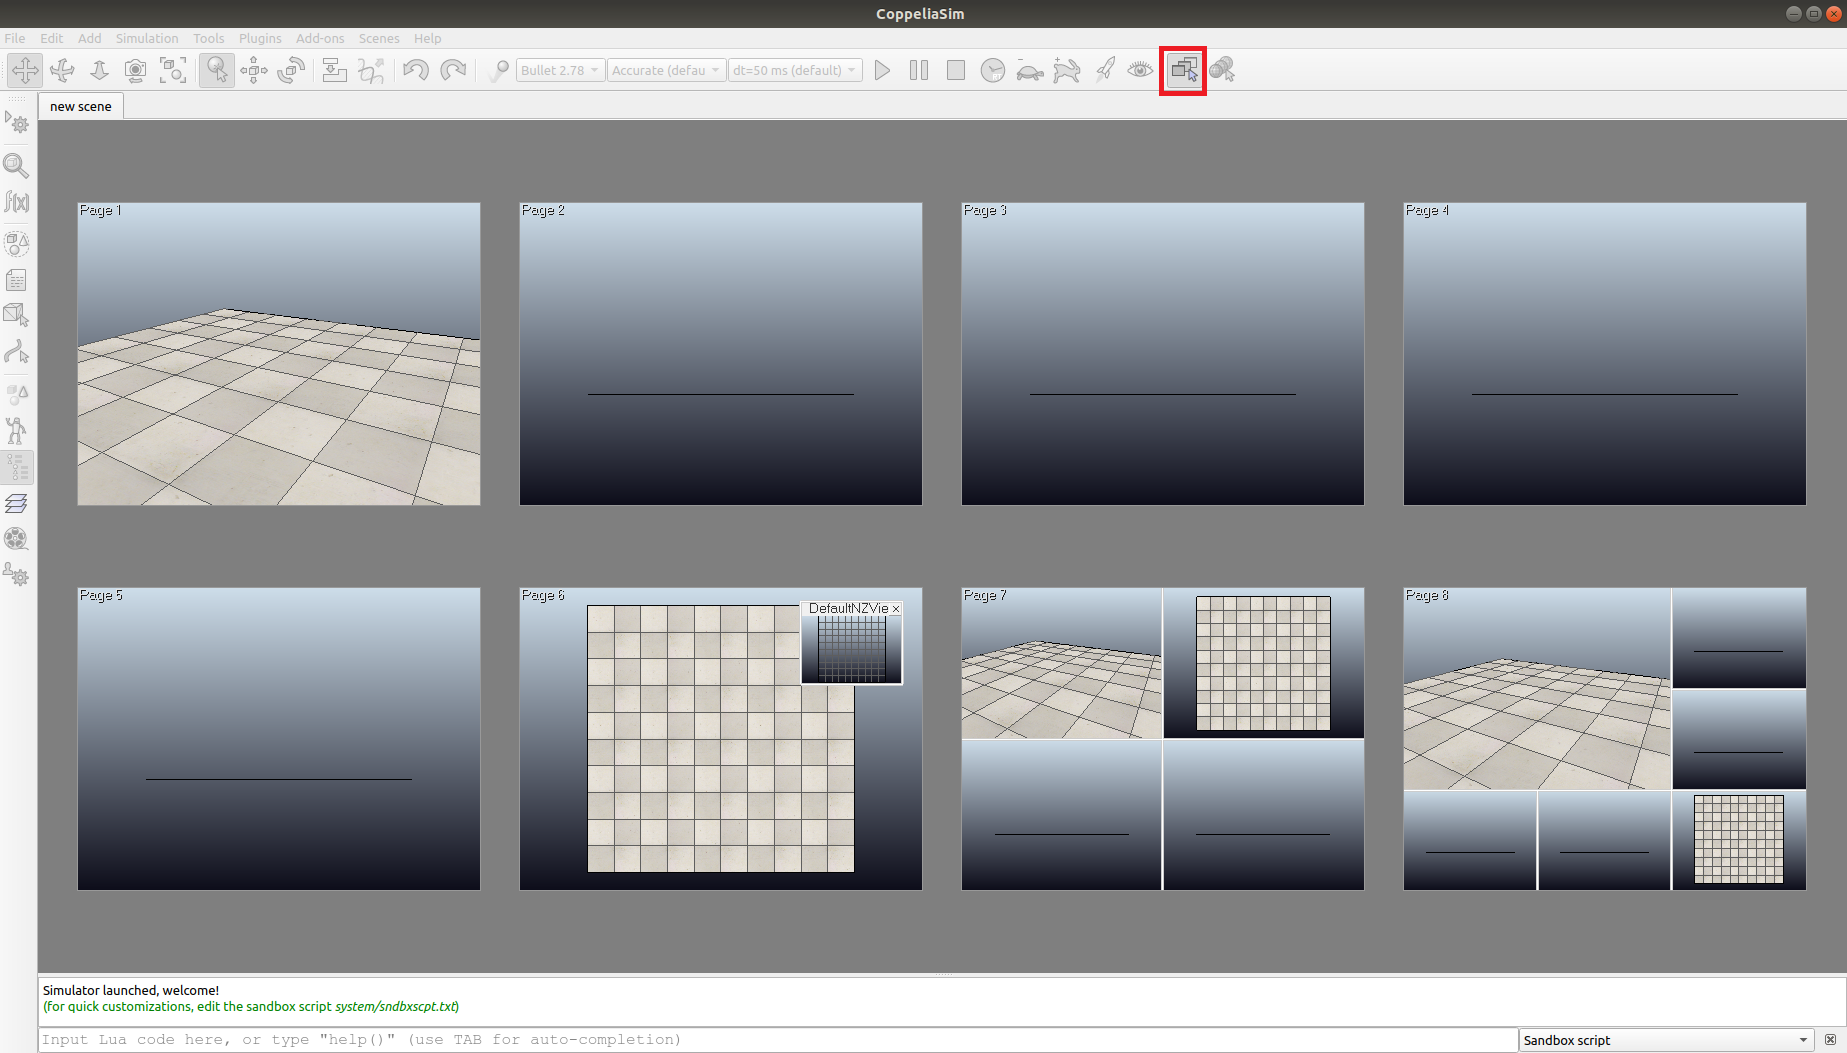 CoppeliaSim
File Edit Add Simulation Tools Plugins Add-ons Scenes Help
Bullet 2.78 Accurate (defau dt=50 ms (default)
new scene
Page 1 Page 2 Page 3 Page 4
Page 5 Page 6 Page 7 Page 8
DefaultNZVie
Simulator launched, welcome!
(for quick customizations, edit the sandbox script system/sndbxscpt.txt)
Input Lua code here, or type "help()" (use TAB for auto-completion) Sandbox script